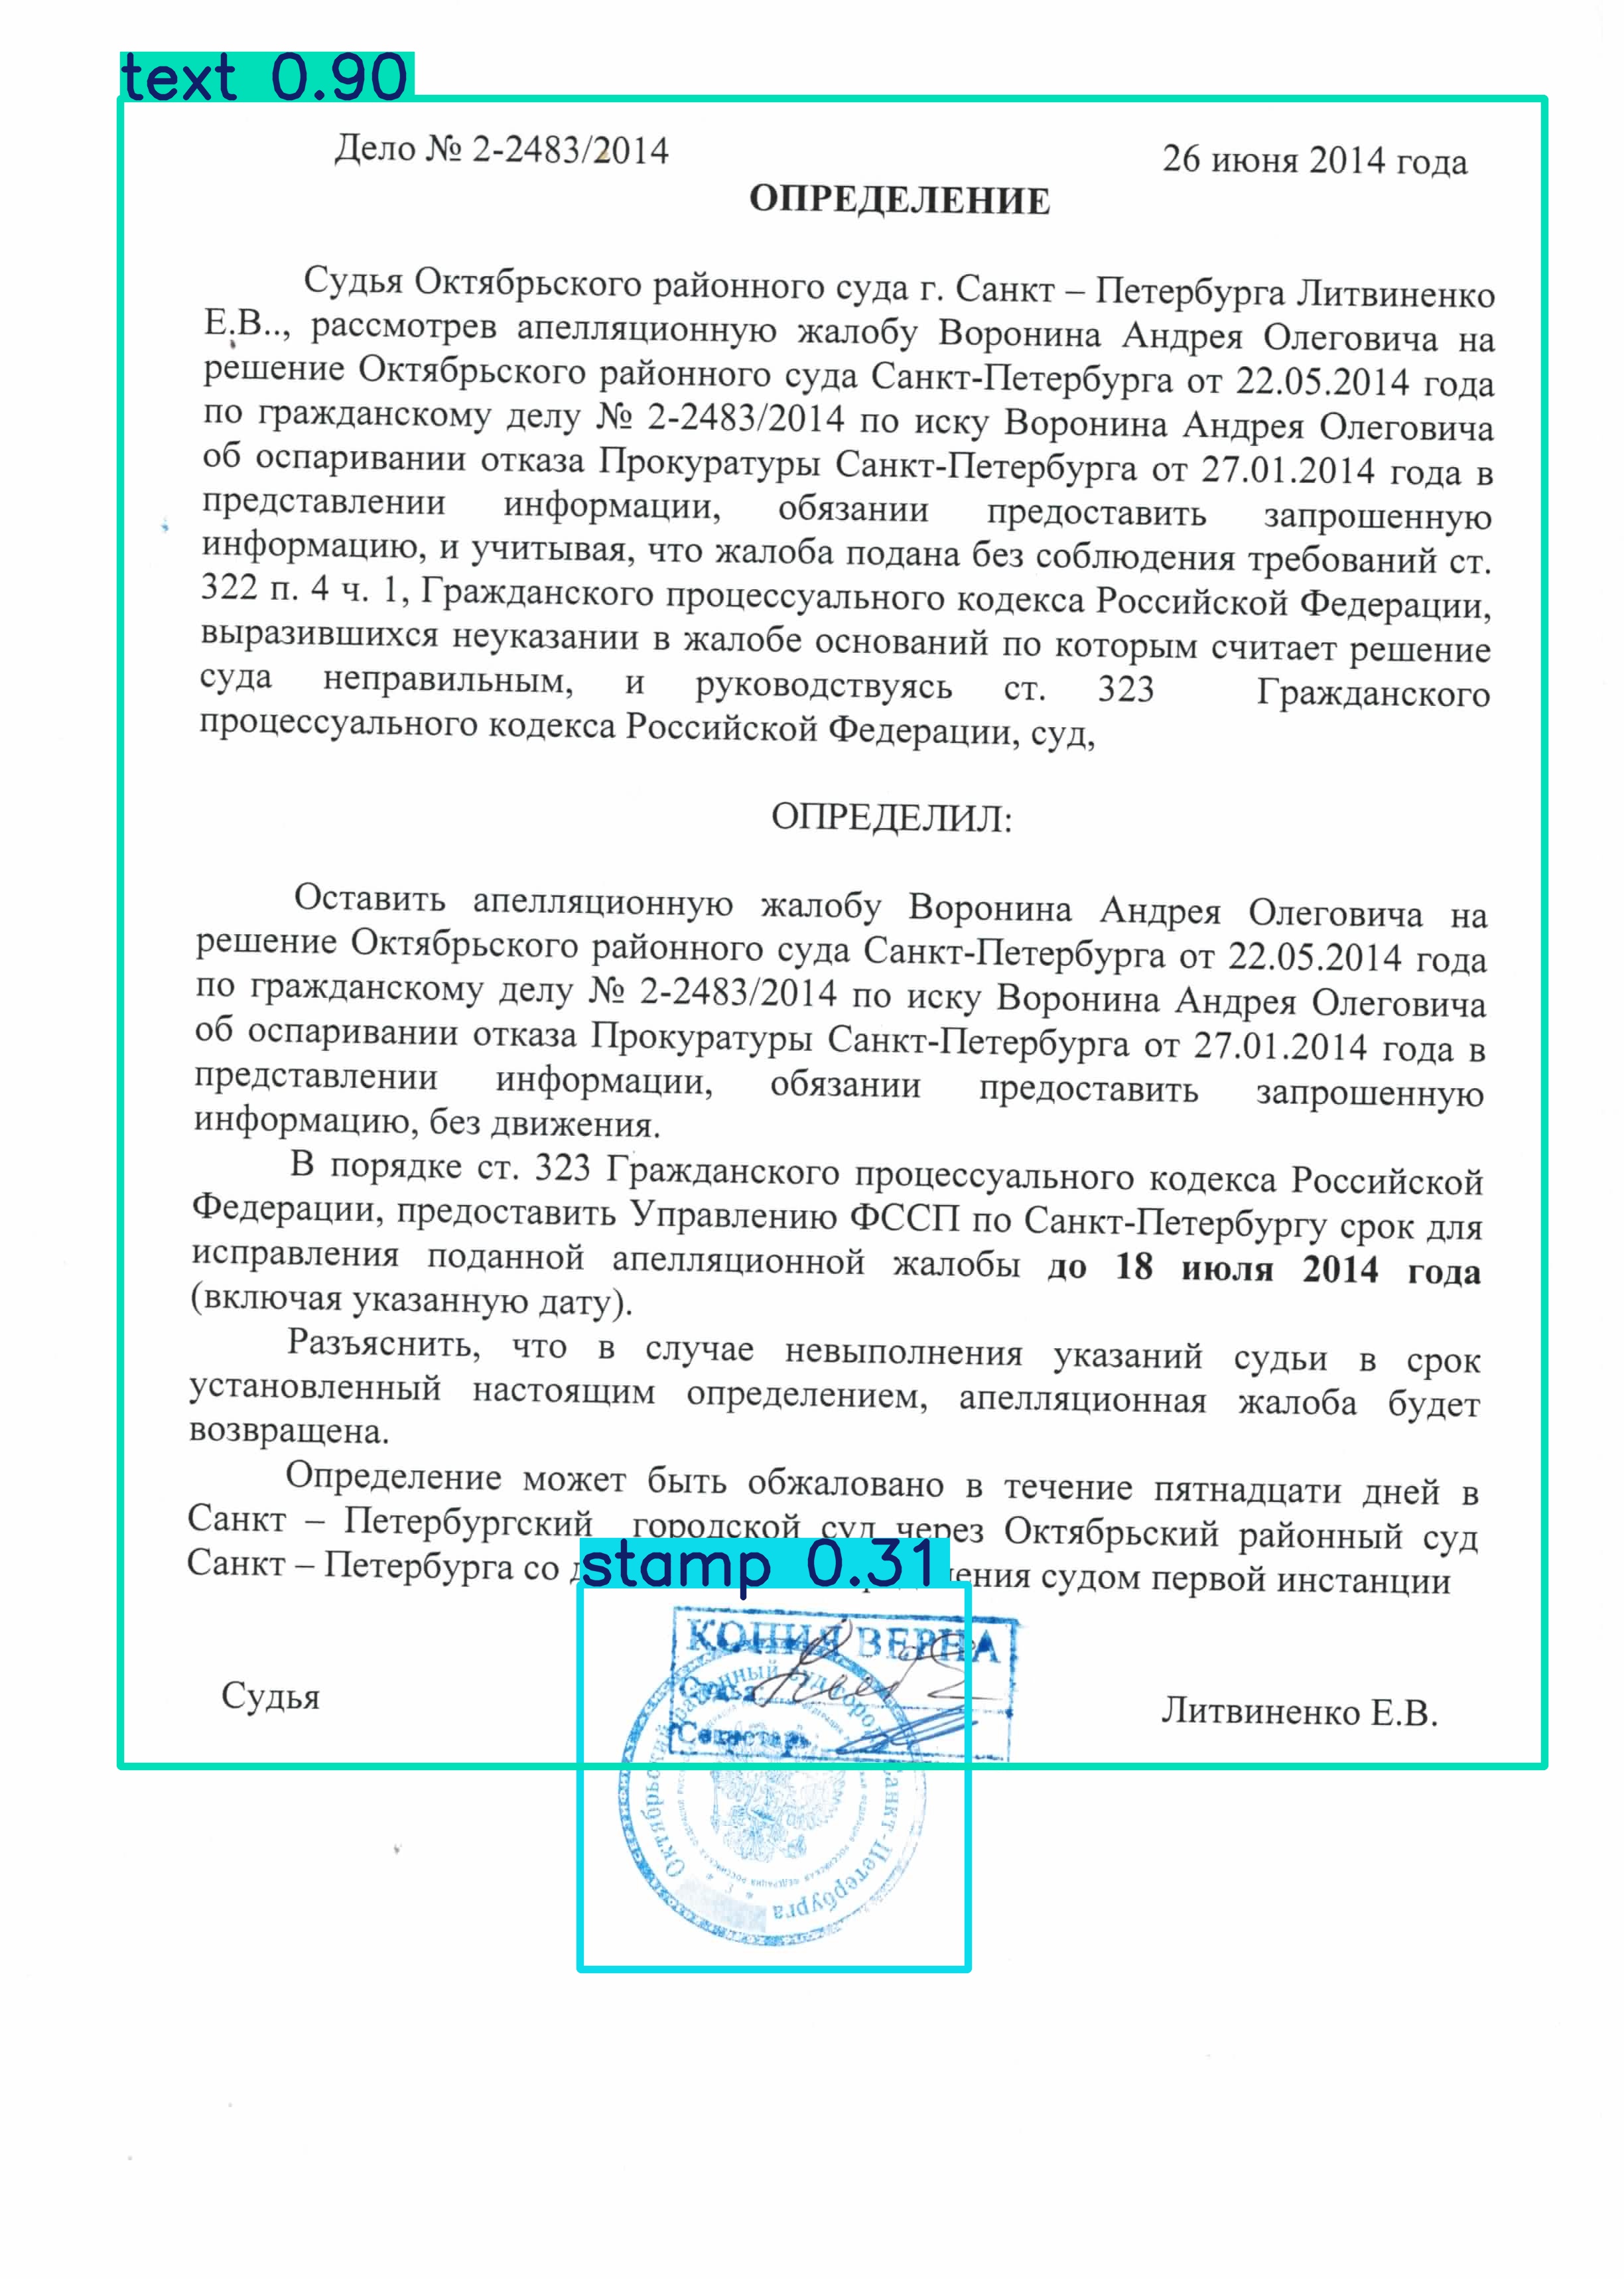 text 0.90
Дело № 2-2483/2014
26 июня 2014 года
ОПРЕДЕЛЕНИЕ
Судья Октябрьского районного суда г. Санкт – Петербурга Литвиненко
Е.В.., рассмотрев апелляционную жалобу Воронина Андрея Олеговича на
решение Октябрьского районного суда Санкт-Петербурга от 22.05.2014 года
по гражданскому делу № 2-2483/2014 по иску Воронина Андрея Олеговича
об оспаривании отказа Прокуратуры Санкт-Петербурга от 27.01.2014 года в
представлении информации, обязании предоставить запрошенную
информацию, и учитывая, что жалоба подана без соблюдения требований ст.
322 п. 4 ч. 1, Гражданского процессуального кодекса Российской Федерации,
выразившихся неуказании в жалобе оснований по которым считает решение
суда неправильным, и руководствуясь ст. 323 Гражданского
процессуального кодекса Российской Федерации, суд,
ОПРЕДЕЛИЛ:
Оставить апелляционную жалобу Воронина Андрея Олеговича на
решение Октябрьского районного суда Санкт-Петербурга от 22.05.2014 года
по гражданскому делу № 2-2483/2014 по иску Воронина Андрея Олеговича
об оспаривании отказа Прокуратуры Санкт-Петербурга от 27.01.2014 года в
представлении информации, обязании предоставить запрошенную
информацию, без движения.
В порядке ст. 323 Гражданского процессуального кодекса Российской
Федерации, предоставить Управлению ФССП по Санкт-Петербургу срок для
исправления поданной апелляционной жалобы до 18 июля 2014 года
(включая указанную дату).
Разъяснить, что в случае невыполнения указаний судьи в срок
установленный настоящим определением, апелляционная жалоба будет
возвращена.
Определение может быть обжаловано в течение пятнадцати дней в
Санкт – Петербургский городской суд через Октябрьский районный суд
Санкт – Петербурга со судом первой инстанции
stamp 0.31
КОПИЯ ВЕРНА
Судья
Секретарь
Октябрьский районный суд города Санкт-Петербурга
Судья
Литвиненко Е.В.